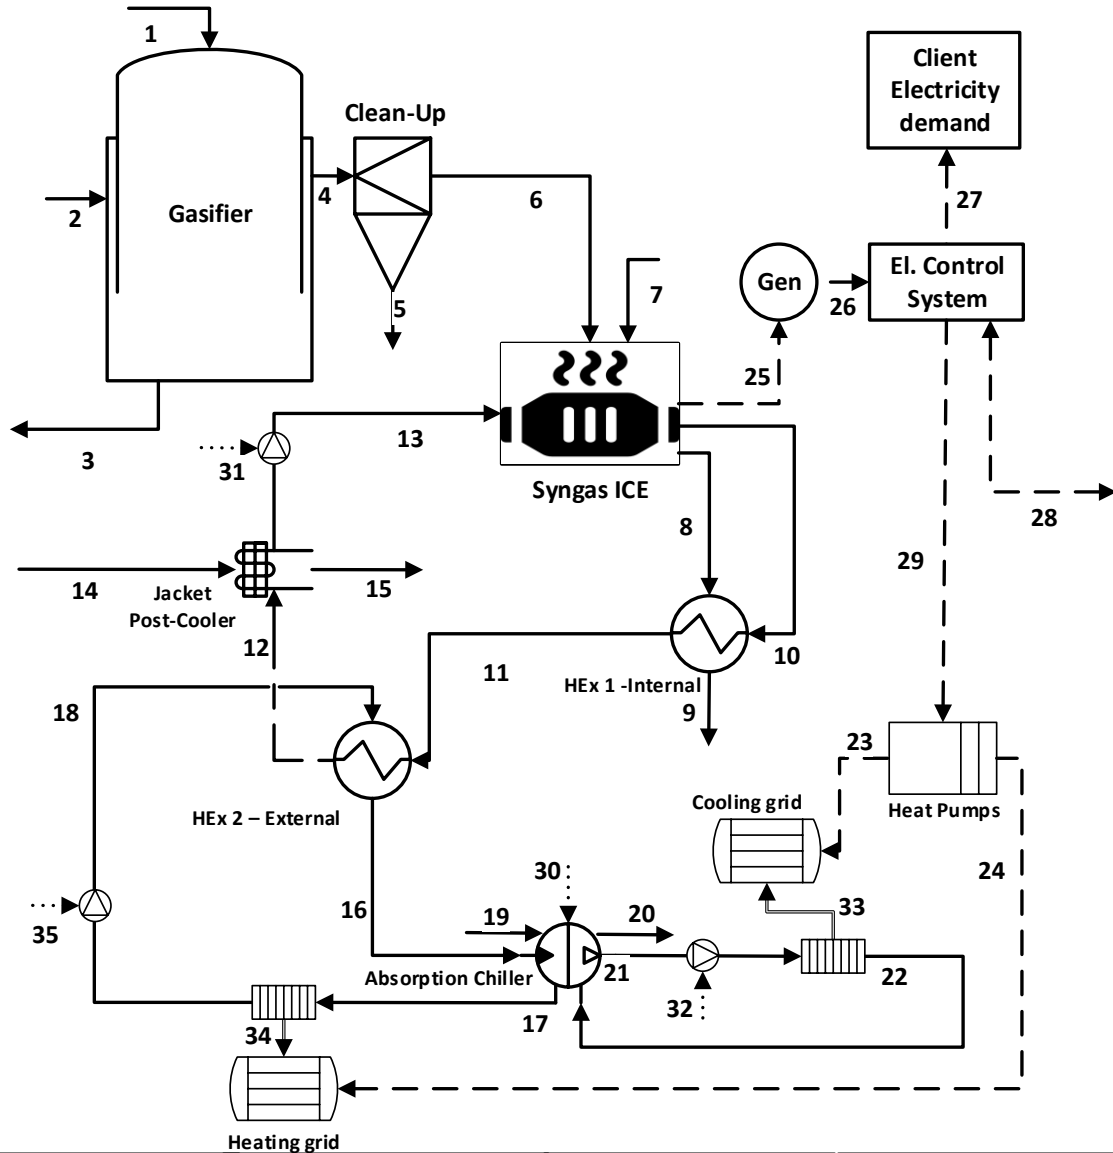 1
Client
Electricity
demand
Clean-Up
4
6
27
2
Gasifier
5
7
Gen
26
El. Control
System
25
3
31
13
Syngas ICE
8
28
14
Jacket
Post-Cooler
15
29
12
11
10
HEx 1 -Internal
9
18
23
Cooling grid
Heat Pumps
HEx 2 – External
24
30
16
19
20
33
35
Absorption Chiller
21
22
17
32
34
Heating grid